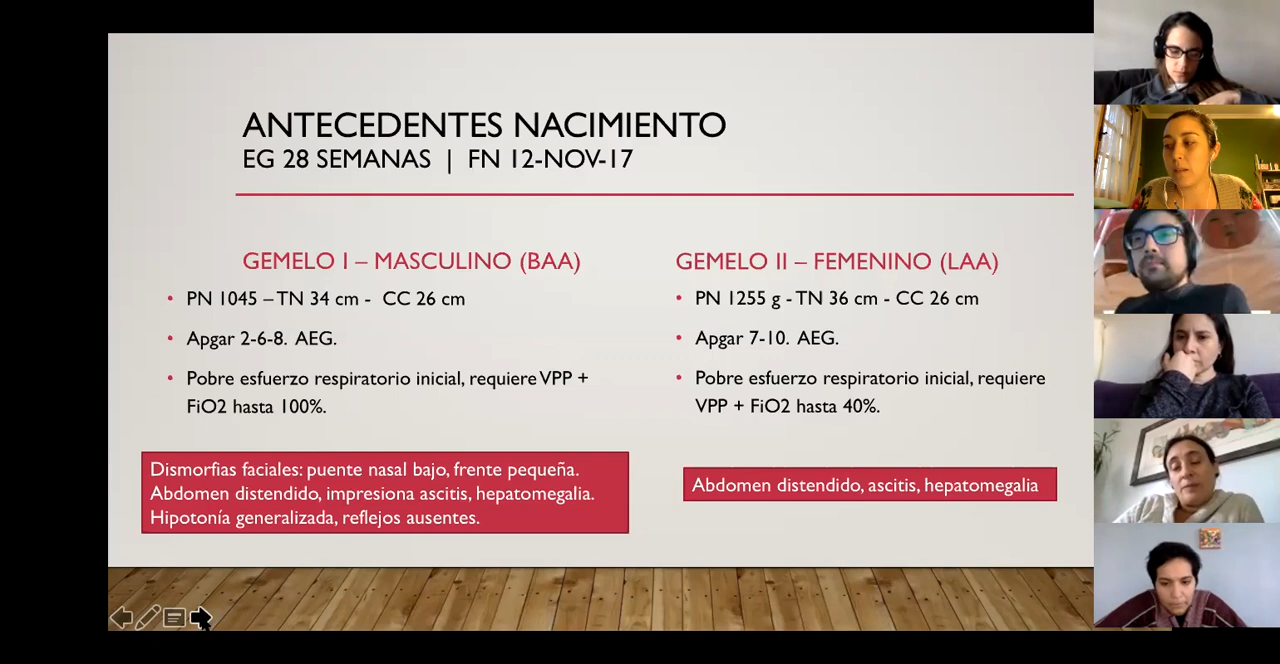 ANTECEDENTES NACIMIENTO
EG 28 SEMANAS | FN 12-NOV-17
GEMELO I – MASCULINO (BAA)
• PN 1045 – TN 34 cm - CC 26 cm
• Apgar 2-6-8. AEG.
• Pobre esfuerzo respiratorio inicial, requiere VPP +
FiO2 hasta 100%.
Dismorfias faciales: puente nasal bajo, frente pequeña.
Abdomen distendido, impresiona ascitis, hepatomegalia.
Hipotonía generalizada, reflejos ausentes.
GEMELO II – FEMENINO (LAA)
• PN 1255 g - TN 36 cm - CC 26 cm
• Apgar 7-10. AEG.
• Pobre esfuerzo respiratorio inicial, requiere
VPP + FiO2 hasta 40%.
Abdomen distendido, ascitis, hepatomegalia